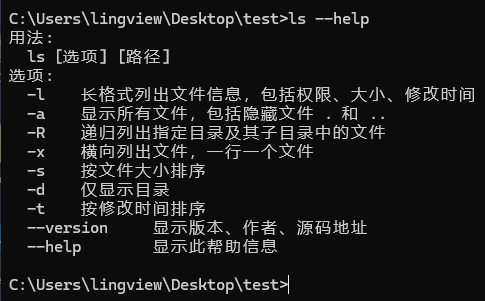 C:\Users\lingview\Desktop\test>ls --help
用法:
  ls [选项] [路径]
选项:
  -l    长格式列出文件信息，包括权限、大小、修改时间
  -a    显示所有文件，包括隐藏文件 . 和 ..
  -R    递归列出指定目录及其子目录中的文件
  -x    横向列出文件，一行一个文件
  -s    按文件大小排序
  -d    仅显示目录
  -t    按修改时间排序
  --version     显示版本、作者、源码地址
  --help        显示此帮助信息
C:\Users\lingview\Desktop\test>